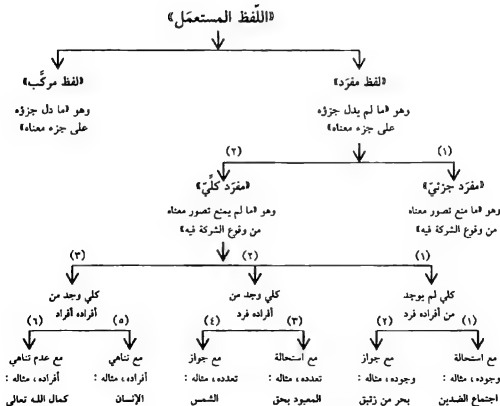 «اللّفظ المستعمَل»
«لفظ مفرَد»
«لفظ مركَّب»
وهو «ما لم يدل جزؤه
على جزء معناه»
وهو «ما دل جزؤه
على جزء معناه»
(١)
(٢)
«مفرد جزئيّ»
«مفرد كلّيّ»
وهو «ما منع تصور معناه
من وقوع الشركة فيه»
وهو «ما لم يمنع تصور معناه
من وقوع الشركة فيه»
(١)
(٢)
(٣)
كلي لم يوجد
من أفراده فرد
كلي وجد من
أفراده فرد
كلي وجد من
أفراده أفراد
(١)
(٢)
(٣)
(٤)
(٥)
(٦)
مع استحالة
وجوده، مثاله :
اجتماع الضدين
مع جواز
وجوده، مثاله :
بحر من زئبق
مع استحالة
تعدده، مثاله :
المعبود بحق
مع جواز
تعدده، مثاله :
الشمس
مع تناهي
أفراده، مثاله :
الإنسان
مع عدم تناهي
أفراده، مثاله :
كمال الله تعالى